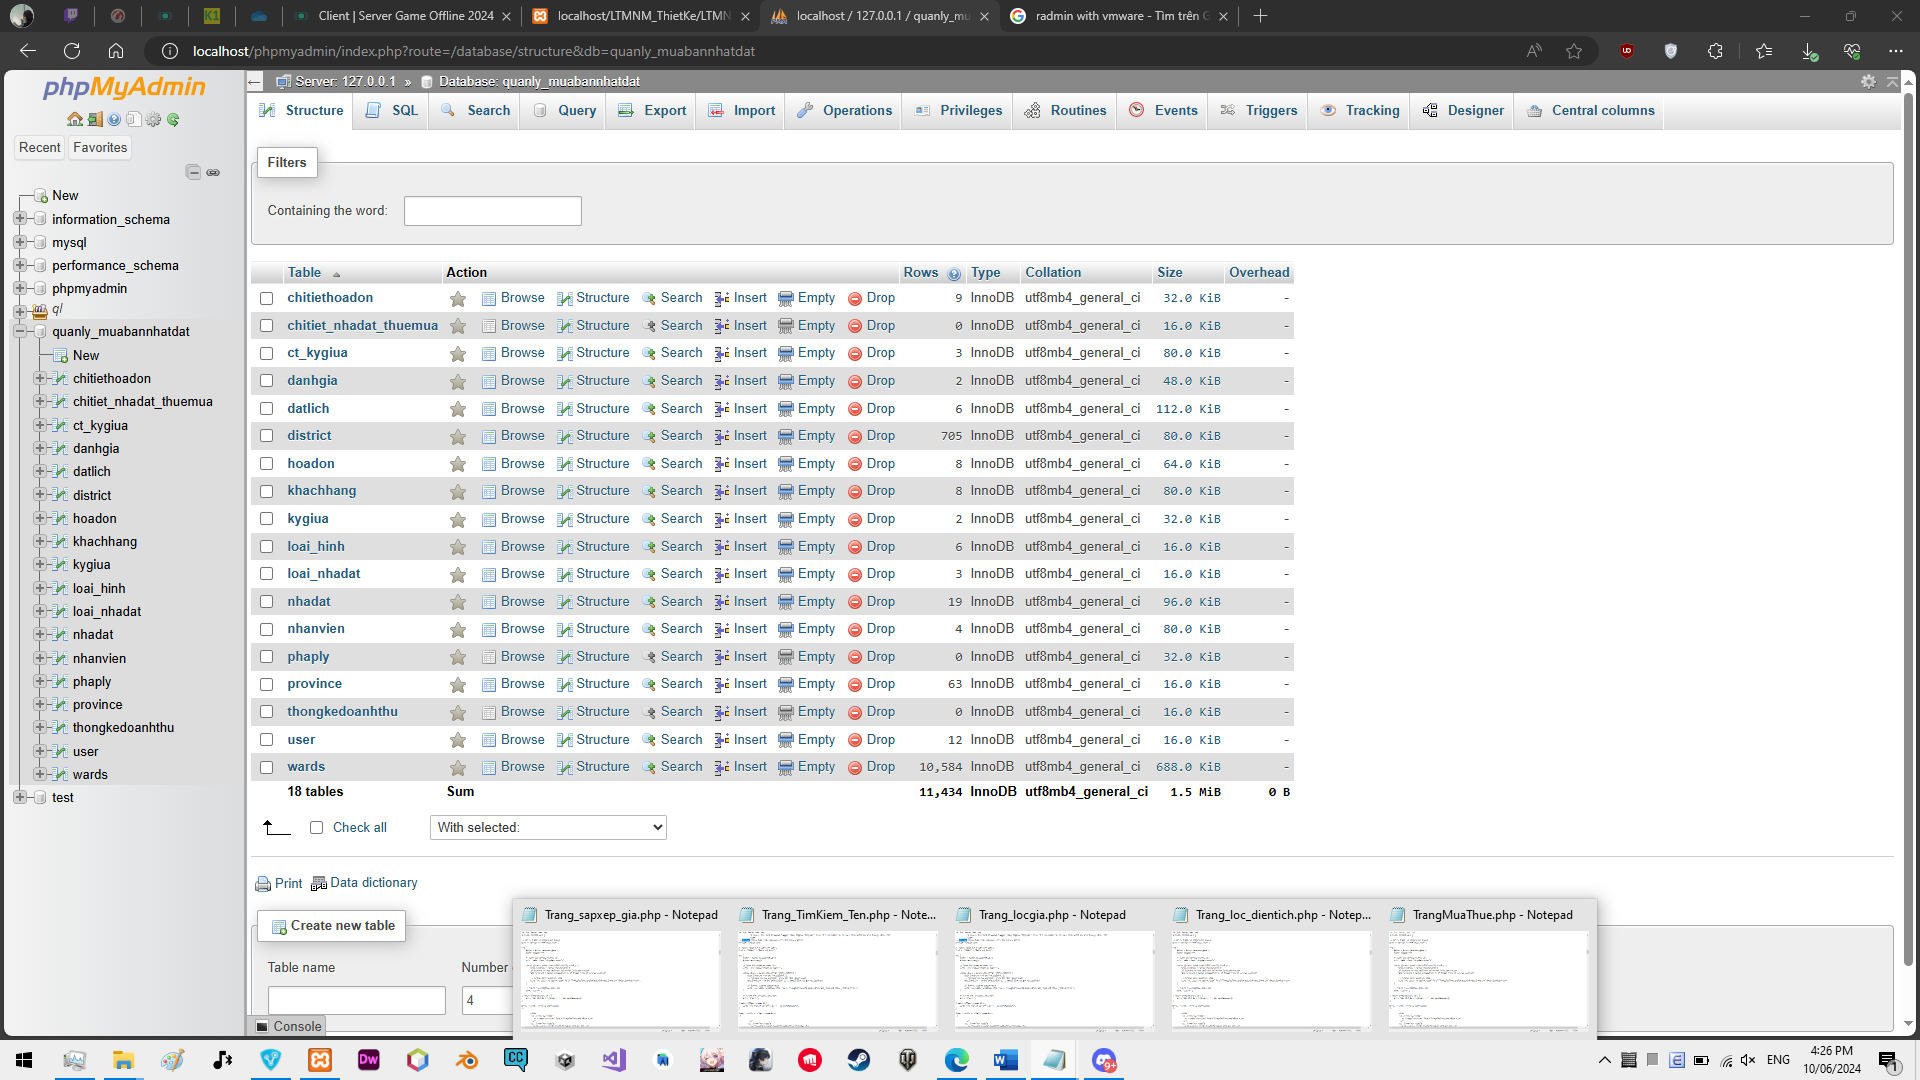 Client | Server Game Offline 2024
localhost/LTMNM_ThietKe/LTMN
localhost / 127.0.0.1 / quanly_mu
radmin with vmware - Tìm trên G
localhost/phpmyadmin/index.php?route=/database/structure&db=quanly_muabannhatdat
phpMyAdmin
Recent
Favorites
New
information_schema
mysql
performance_schema
phpmyadmin
ql
quanly_muabannhatdat
New
chitiethoadon
chitiet_nhadat_thuemua
ct_kygiua
danhgia
datlich
district
hoadon
khachhang
kygiua
loai_hinh
loai_nhadat
nhadat
nhanvien
phaply
province
thongkedoanhthu
user
wards
test
Server: 127.0.0.1 » Database: quanly_muabannhatdat
Structure SQL Search Query Export Import Operations Privileges Routines Events Triggers Tracking Designer Central columns
Filters
Containing the word:
Table Action Rows Type Collation Size Overhead
chitiethoadon Browse Structure Search Insert Empty Drop 9 InnoDB utf8mb4_general_ci 32.0 KiB -
chitiet_nhadat_thuemua Browse Structure Search Insert Empty Drop 0 InnoDB utf8mb4_general_ci 16.0 KiB -
ct_kygiua Browse Structure Search Insert Empty Drop 3 InnoDB utf8mb4_general_ci 80.0 KiB -
danhgia Browse Structure Search Insert Empty Drop 2 InnoDB utf8mb4_general_ci 48.0 KiB -
datlich Browse Structure Search Insert Empty Drop 6 InnoDB utf8mb4_general_ci 112.0 KiB -
district Browse Structure Search Insert Empty Drop 705 InnoDB utf8mb4_general_ci 80.0 KiB -
hoadon Browse Structure Search Insert Empty Drop 8 InnoDB utf8mb4_general_ci 64.0 KiB -
khachhang Browse Structure Search Insert Empty Drop 8 InnoDB utf8mb4_general_ci 80.0 KiB -
kygiua Browse Structure Search Insert Empty Drop 2 InnoDB utf8mb4_general_ci 32.0 KiB -
loai_hinh Browse Structure Search Insert Empty Drop 6 InnoDB utf8mb4_general_ci 16.0 KiB -
loai_nhadat Browse Structure Search Insert Empty Drop 3 InnoDB utf8mb4_general_ci 16.0 KiB -
nhadat Browse Structure Search Insert Empty Drop 19 InnoDB utf8mb4_general_ci 96.0 KiB -
nhanvien Browse Structure Search Insert Empty Drop 4 InnoDB utf8mb4_general_ci 80.0 KiB -
phaply Browse Structure Search Insert Empty Drop 0 InnoDB utf8mb4_general_ci 32.0 KiB -
province Browse Structure Search Insert Empty Drop 63 InnoDB utf8mb4_general_ci 16.0 KiB -
thongkedoanhthu Browse Structure Search Insert Empty Drop 0 InnoDB utf8mb4_general_ci 16.0 KiB -
user Browse Structure Search Insert Empty Drop 12 InnoDB utf8mb4_general_ci 16.0 KiB -
wards Browse Structure Search Insert Empty Drop 10,584 InnoDB utf8mb4_general_ci 688.0 KiB -
18 tables Sum 11,434 InnoDB utf8mb4_general_ci 1.5 MiB 0 B
Check all
With selected:
Print
Data dictionary
Create new table
Table name
Number
4
Console
Trang_sapxep_gia.php - Notepad
Trang_TimKiem_Ten.php - Note...
Trang_locgia.php - Notepad
Trang_loc_dientich.php - Notep...
TrangMuaThue.php - Notepad
ENG
4:26 PM
10/06/2024